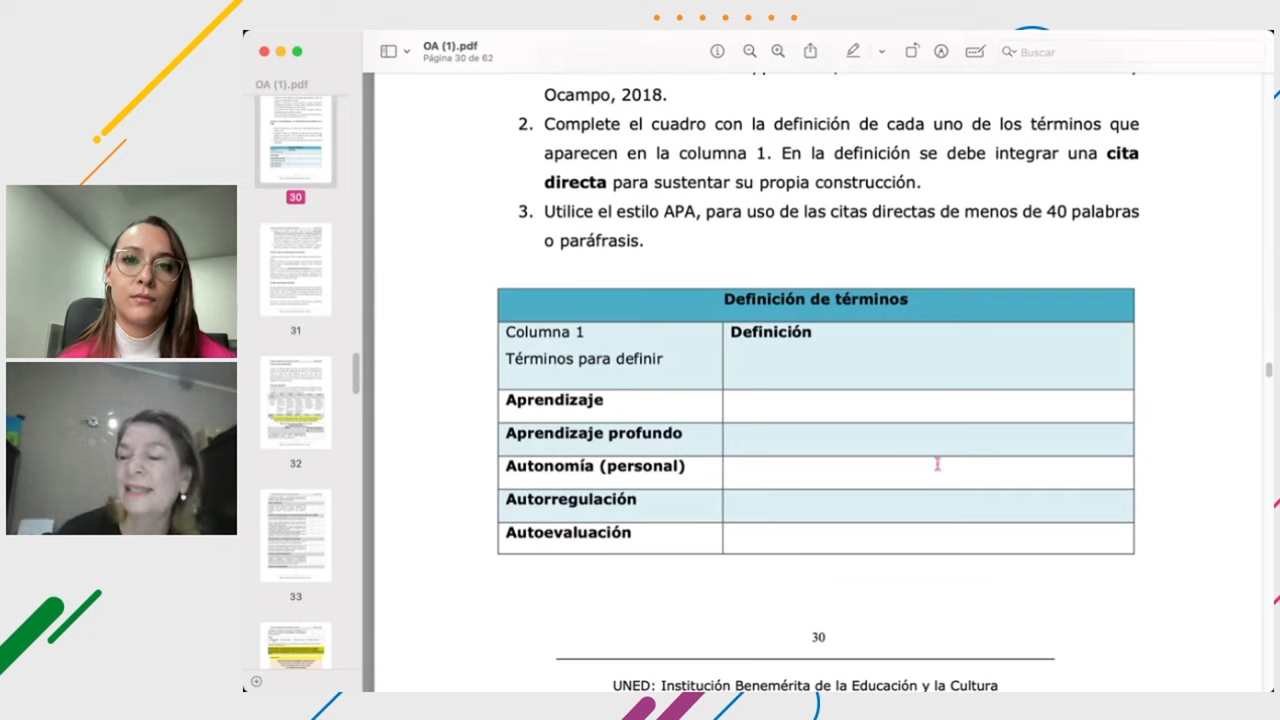 OA (1).pdf
Página 30 de 62
Buscar
OA (1).pdf
30
31
32
33
Ocampo, 2018.
2. Complete el cuadro con la definición de cada uno de los términos que
aparecen en la columna 1. En la definición se debe integrar una cita
directa para sustentar su propia construcción.
3. Utilice el estilo APA, para uso de las citas directas de menos de 40 palabras
o paráfrasis.
Definición de términos
Columna 1 Definición
Términos para definir
Aprendizaje
Aprendizaje profundo
Autonomía (personal)
Autorregulación
Autoevaluación
30
UNED: Institución Benemérita de la Educación y la Cultura